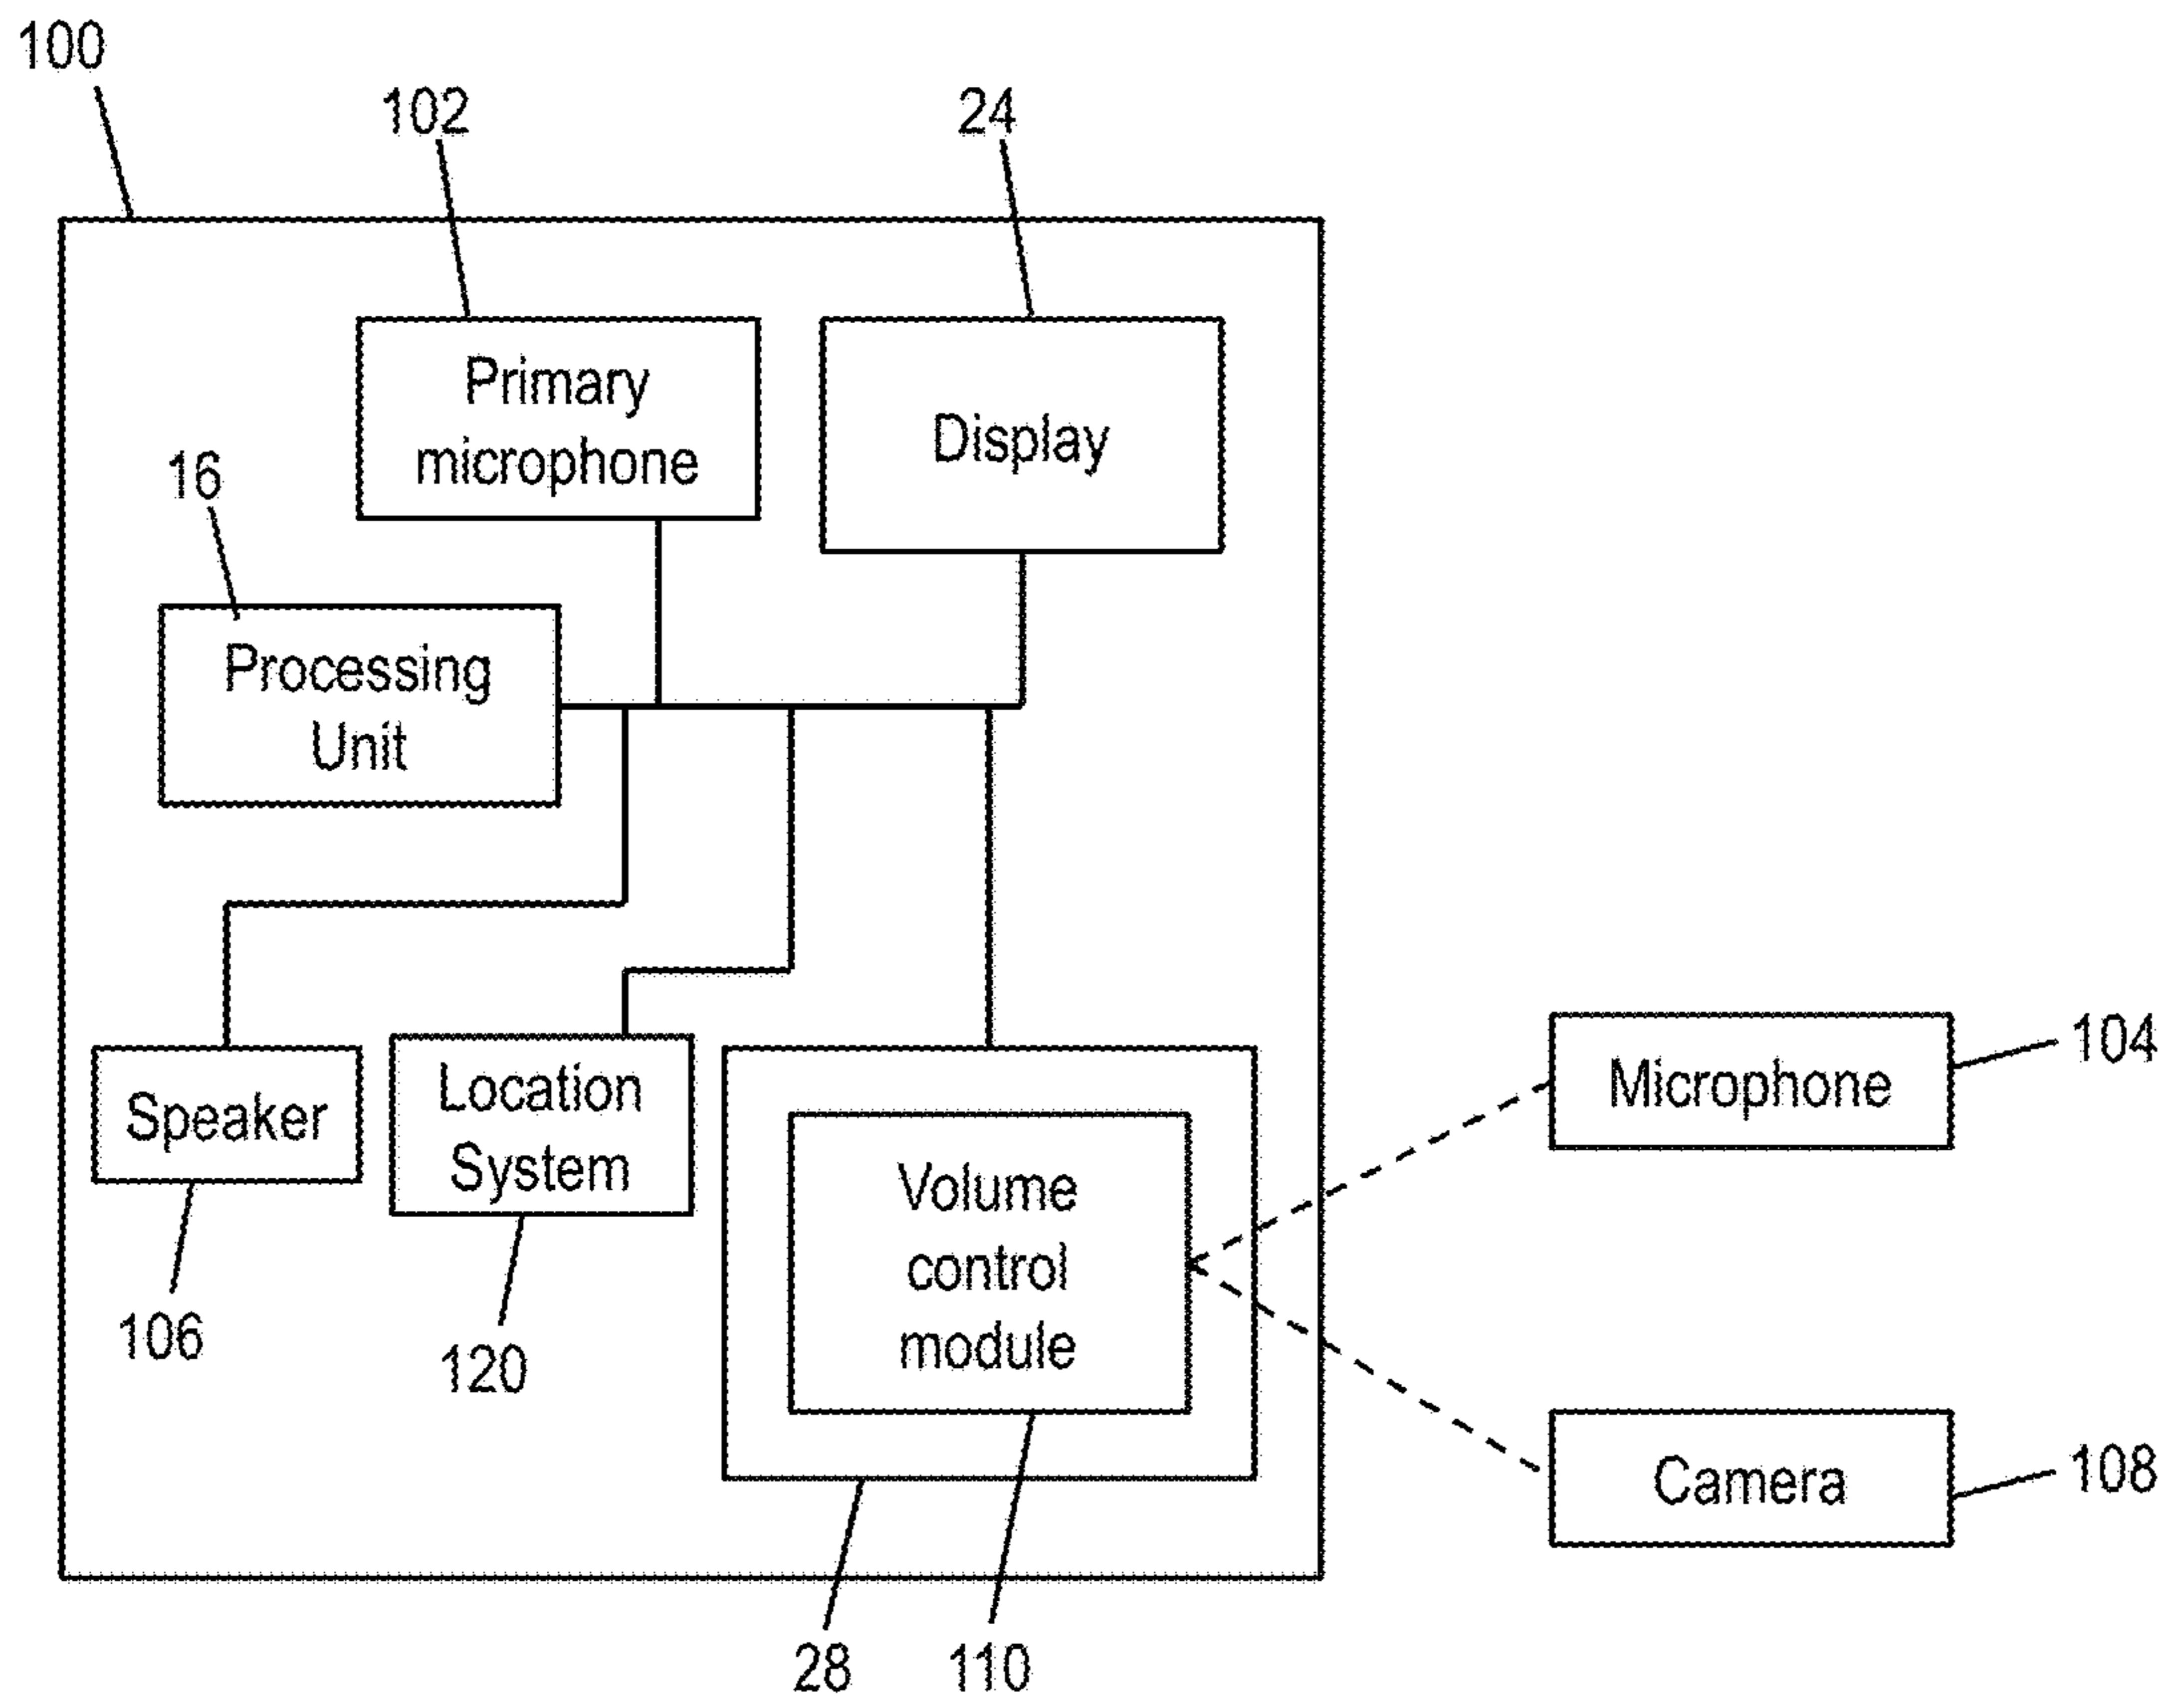 100
102
24
Primary
microphone
Display
16
Processing
Unit
Speaker
Location
System
Volume
control
module
Microphone
104
106
120
Camera
108
28
110